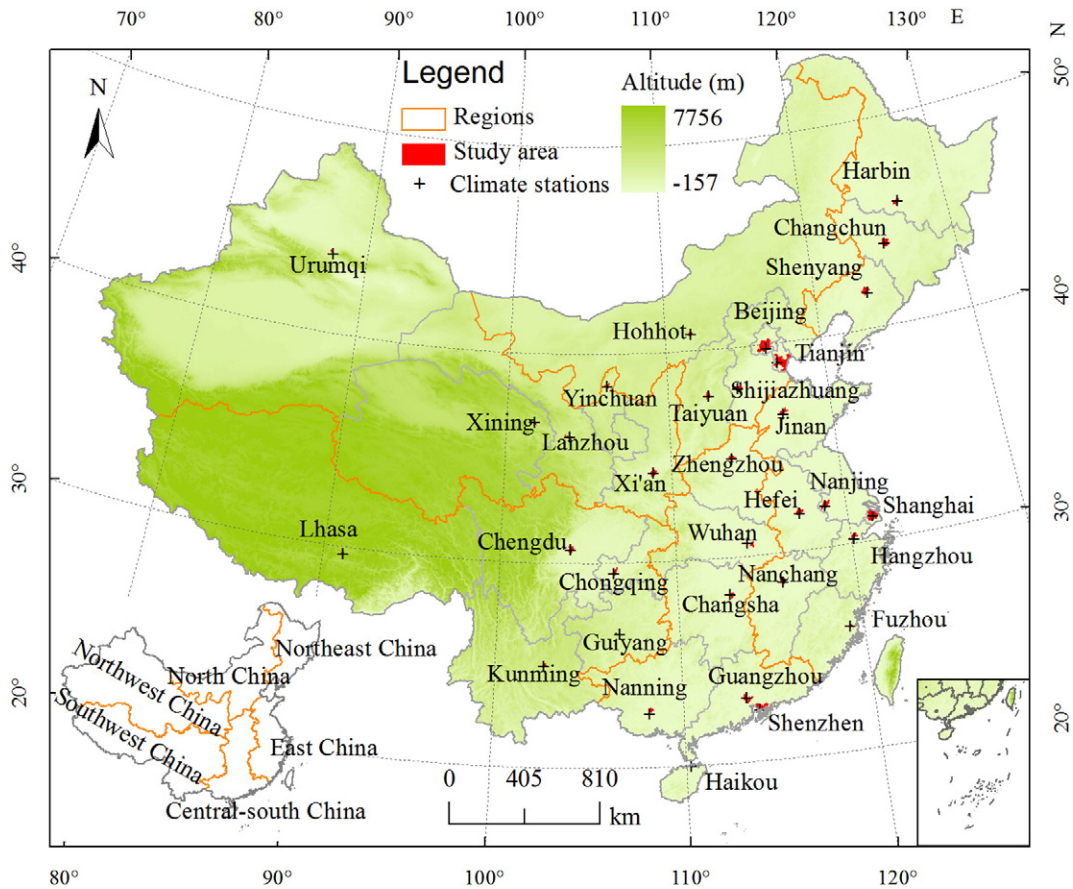 70° 80° 90° 100° 110° 120° 130° E
N
Legend
Regions
Study area
Climate stations
Altitude (m)
7756
-157
N
50°
40°
30°
20°
40°
30°
20°
Harbin
Changchun
Shenyang
Urumqi
Beijing
Hohhot
Tianjin
Shijiazhuang
Yinchuan
Taiyuan
Jinan
Xining
Lanzhou
Zhengzhou
Xi'an
Nanjing
Hefei
Shanghai
Lhasa
Wuhan
Chengdu
Hangzhou
Chongqing
Nanchang
Changsha
Fuzhou
Guiyang
Kunming
Guangzhou
Nanning
Shenzhen
Haikou
Northeast China
North China
Northwest China
Southwest China
East China
Central-south China
0 405 810
km
80° 90° 100° 110° 120°